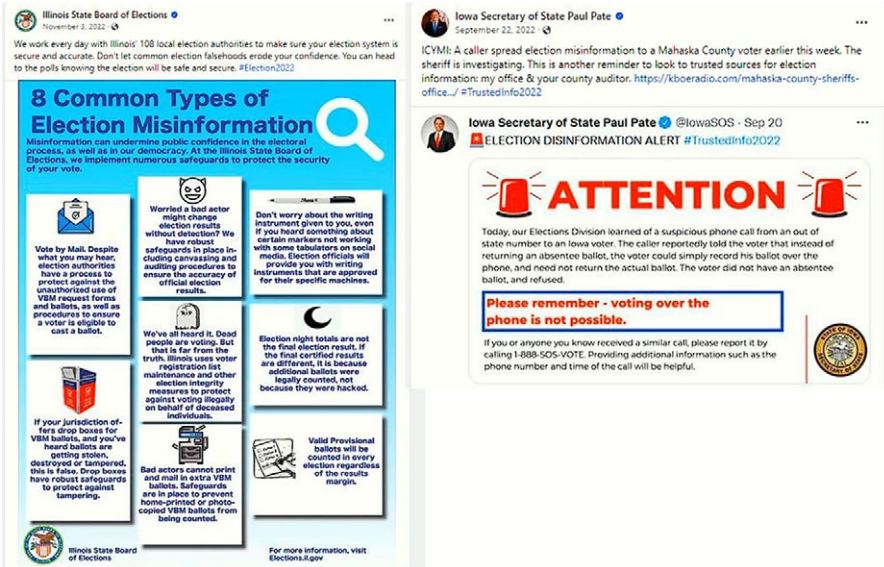 Illinois State Board of Elections
November 3, 2022 ·
We work every day with Illinois' 108 local election authorities to make sure your election system is
secure and accurate. Don't let common election falsehoods erode your confidence. You can head
to the polls knowing the election will be safe and secure. #Election2022
8 Common Types of
Election Misinformation
Misinformation can undermine public confidence in the electoral
process, as well as in our democracy. At the Illinois State Board of
Elections, we implement numerous safeguards to protect the security
of your vote.
Vote by Mail. Despite
what you may hear,
election authorities
have a process to
protect against the
unauthorized use of
VBM request forms
and ballots, as well as
procedures to ensure
a voter is eligible to
cast a ballot.
Worried a bad actor
might change
election results
without detection? We
have robust
safeguards in place in-
cluding canvassing and
auditing procedures to
ensure the accuracy of
official election
results.
Don't worry about the writing
instrument given to you, even
if you heard something about
certain markers not working
with some tabulators on social
media. Election officials will
provide you with writing
instruments that are approved
for their specific machines.
RIP
We've all heard it. Dead
people are voting. But
that is far from the
truth. Illinois uses voter
registration list
maintenance and other
election integrity
measures to protect
against voting illegally
on behalf of deceased
individuals.
Election night totals are not
the final election result. If
the final certified results
are different, it is because
additional ballots were
legally counted, not
because they were hacked.
If your jurisdiction of-
fers drop boxes for
VBM ballots, and you've
heard ballots are
getting stolen,
destroyed or tampered,
this is false. Drop boxes
have robust safeguards
to protect against
tampering.
Bad actors cannot print
and mail in extra VBM
ballots. Safeguards
are in place to prevent
home-printed or photo-
copied VBM ballots from
being counted.
Valid Provisional
ballots will be
counted in every
election regardless
of the results
margin.
Illinois State Board
of Elections
For more information, visit
Elections.il.gov
Iowa Secretary of State Paul Pate
September 22, 2022 ·
ICYMI: A caller spread election misinformation to a Mahaska County voter earlier this week. The
sheriff is investigating. This is another reminder to look to trusted sources for election
information: my office & your county auditor. https://kboeradio.com/mahaska-county-sheriffs-
office.../ #TrustedInfo2022
Iowa Secretary of State Paul Pate @IowaSOS · Sep 20
🚨ELECTION DISINFORMATION ALERT #TrustedInfo2022
ATTENTION
Today, our Elections Division learned of a suspicious phone call from an out of
state number to an Iowa voter. The caller reportedly told the voter that instead of
returning an absentee ballot, the voter could simply record his ballot over the
phone, and need not return the actual ballot. The voter did not have an absentee
ballot, and refused.
Please remember - voting over the
phone is not possible.
If you or anyone you know received a similar call, please report it by
calling 1-888-SOS-VOTE. Providing additional information such as the
phone number and time of the call will be helpful.
STATE OF IOWA
SECRETARY OF STATE